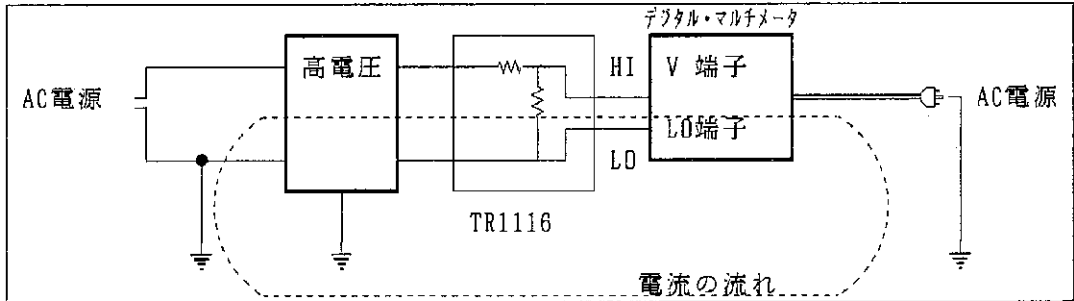 デジタル・マルチメータ
高電圧
HI
V 端子
AC電源
AC電源
LO端子
LO
TR1116
電流の流れ